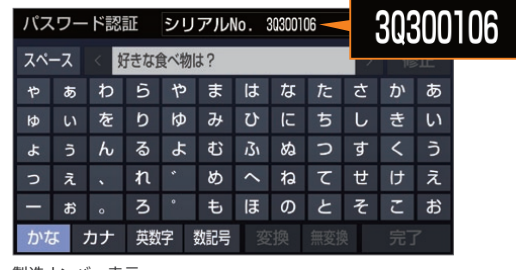 パスワード認証 シリアルNo. 3Q300106
3Q300106
スペース < 好きな食べ物は? > 修正
ゃ ぁ わ ら や ま は な た さ か あ
ゅ ぃ を り ゆ み ひ に ち し き い
ょ ぅ ん る よ む ふ ぬ つ す く う
っ ぇ 、 れ ゛ め へ ね て せ け え
ー ぉ 。 ろ ゜ も ほ の と そ こ お
かな カナ 英数字 数記号 変換 無変換 完了